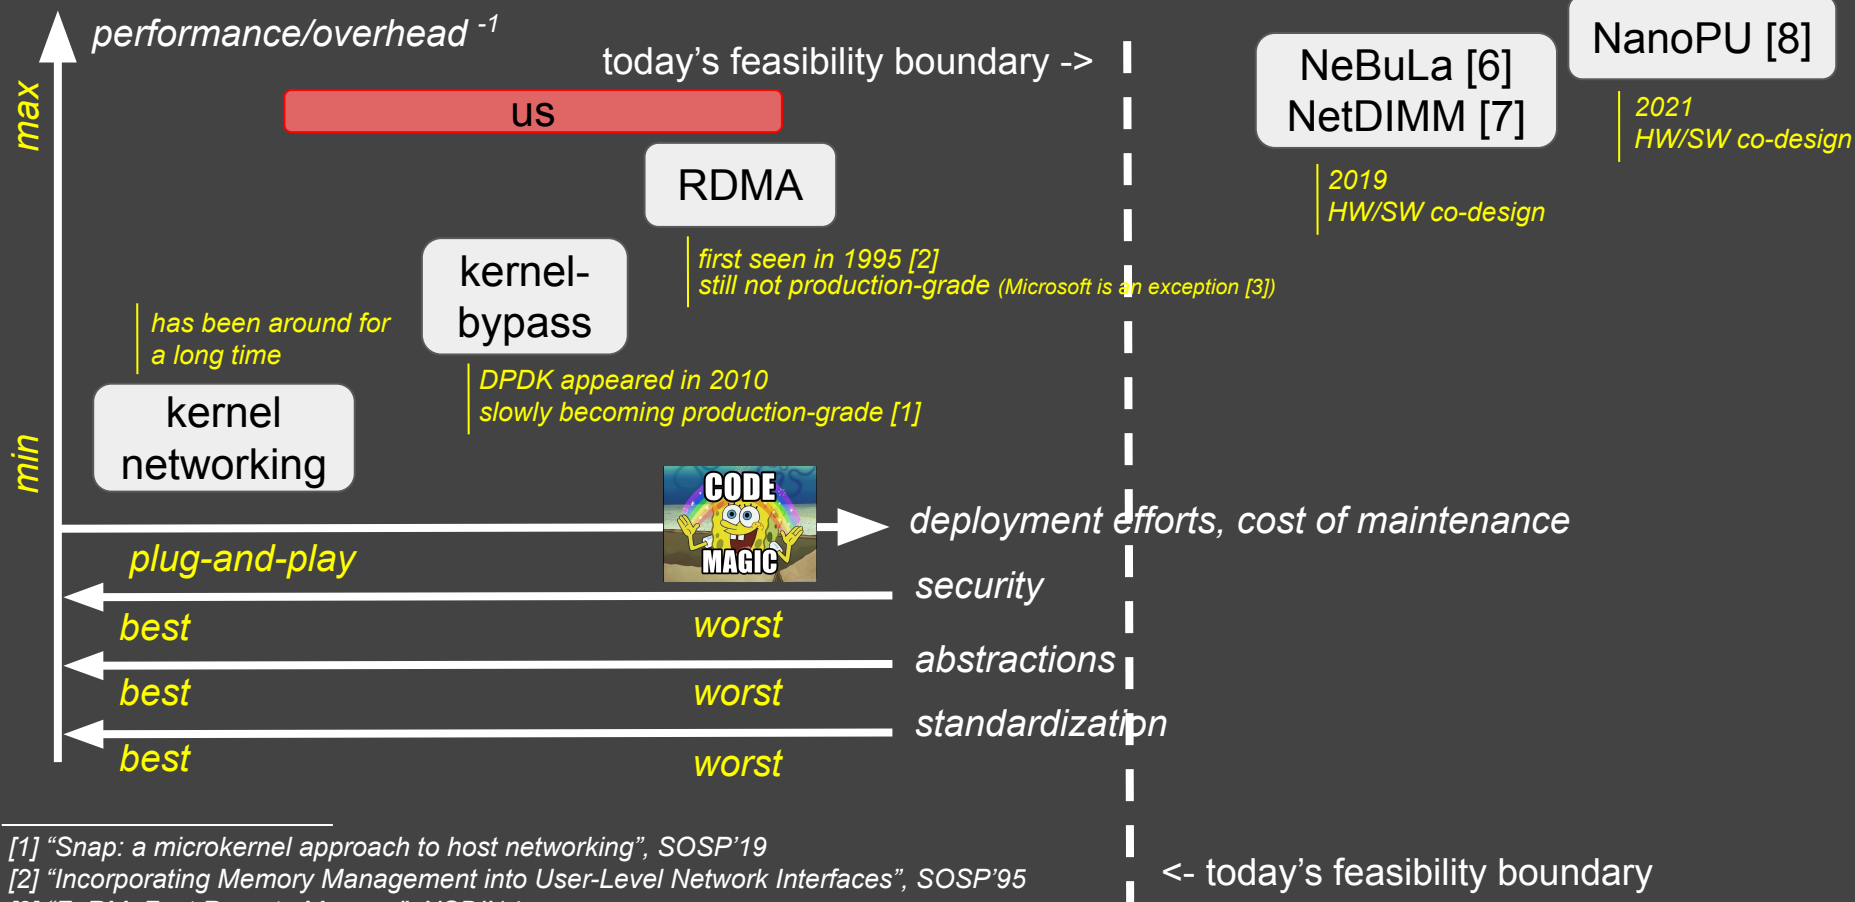 performance/overhead -1
today's feasibility boundary ->
max
us
NeBuLa [6]
NetDIMM [7]
NanoPU [8]
2021
HW/SW co-design
2019
HW/SW co-design
RDMA
first seen in 1995 [2]
still not production-grade (Microsoft is an exception [3])
kernel-
bypass
DPDK appeared in 2010
slowly becoming production-grade [1]
has been around for
a long time
kernel
networking
min
CODE
MAGIC
deployment efforts, cost of maintenance
plug-and-play
security
best
worst
abstractions
best
worst
standardization
best
worst
[1] “Snap: a microkernel approach to host networking”, SOSP’19
[2] “Incorporating Memory Management into User-Level Network Interfaces”, SOSP’95
<- today’s feasibility boundary